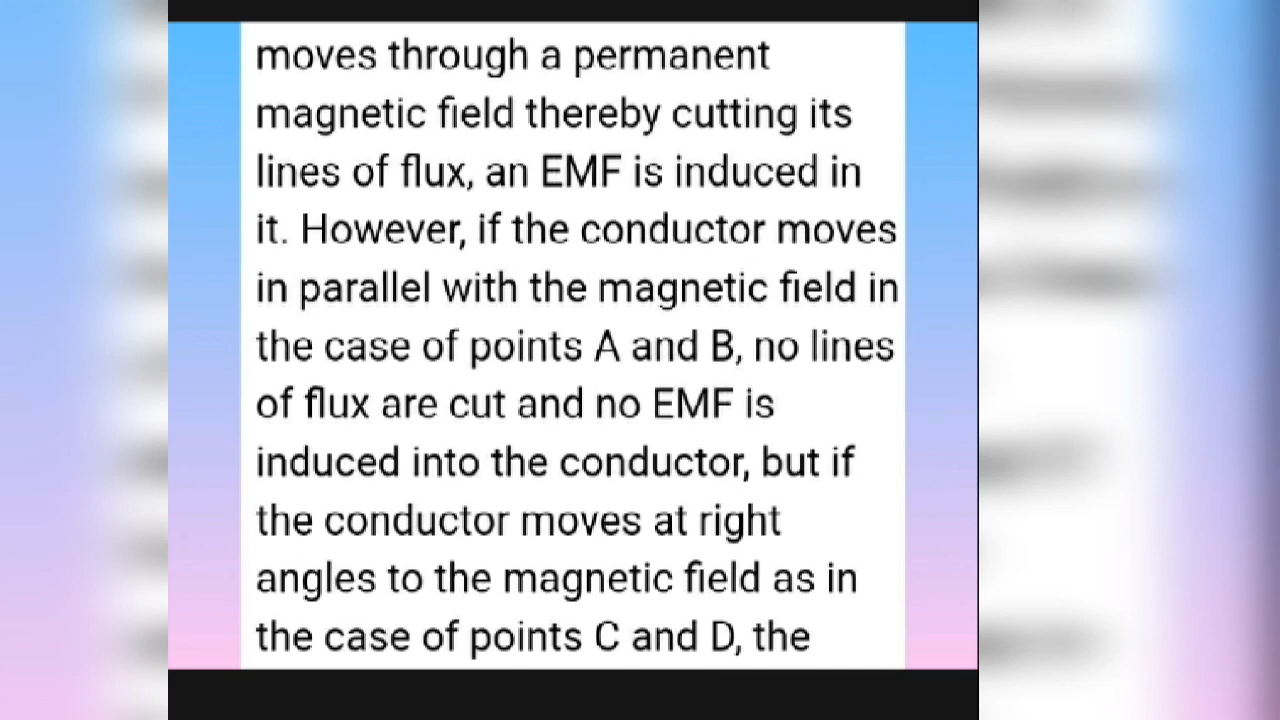 moves through a permanent
magnetic field thereby cutting its
lines of flux, an EMF is induced in
it. However, if the conductor moves
in parallel with the magnetic field in
the case of points A and B, no lines
of flux are cut and no EMF is
induced into the conductor, but if
the conductor moves at right
angles to the magnetic field as in
the case of points C and D, the